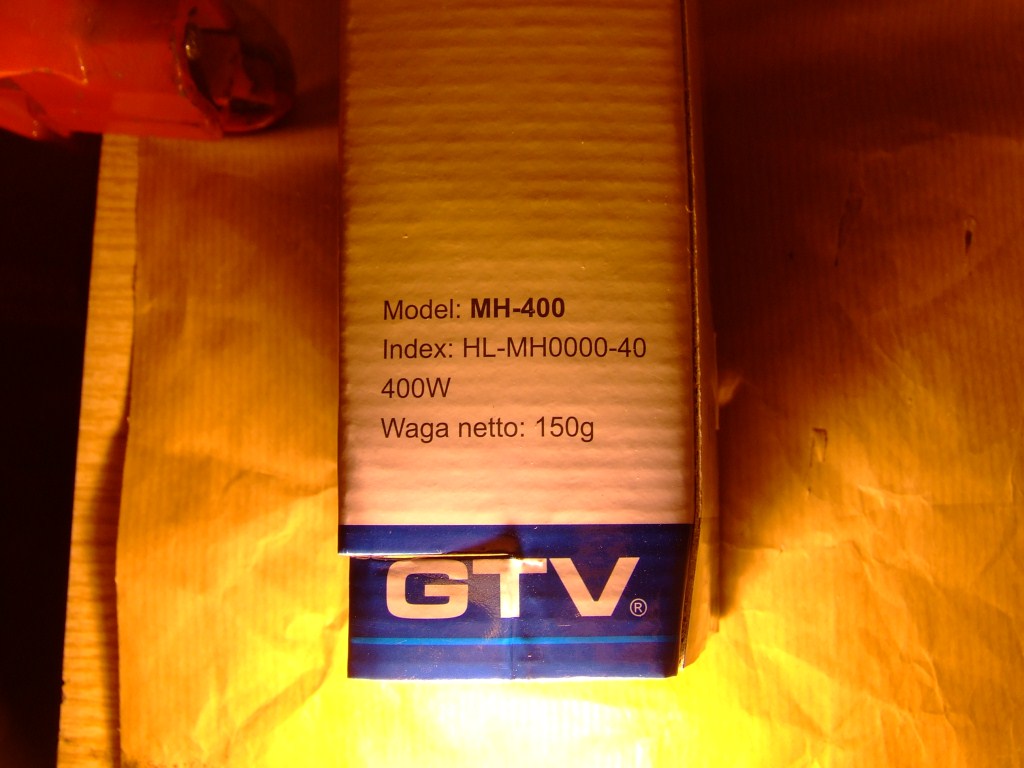 Model: MH-400
Index: HL-MH0000-40
400W
Waga netto: 150g
GTV®